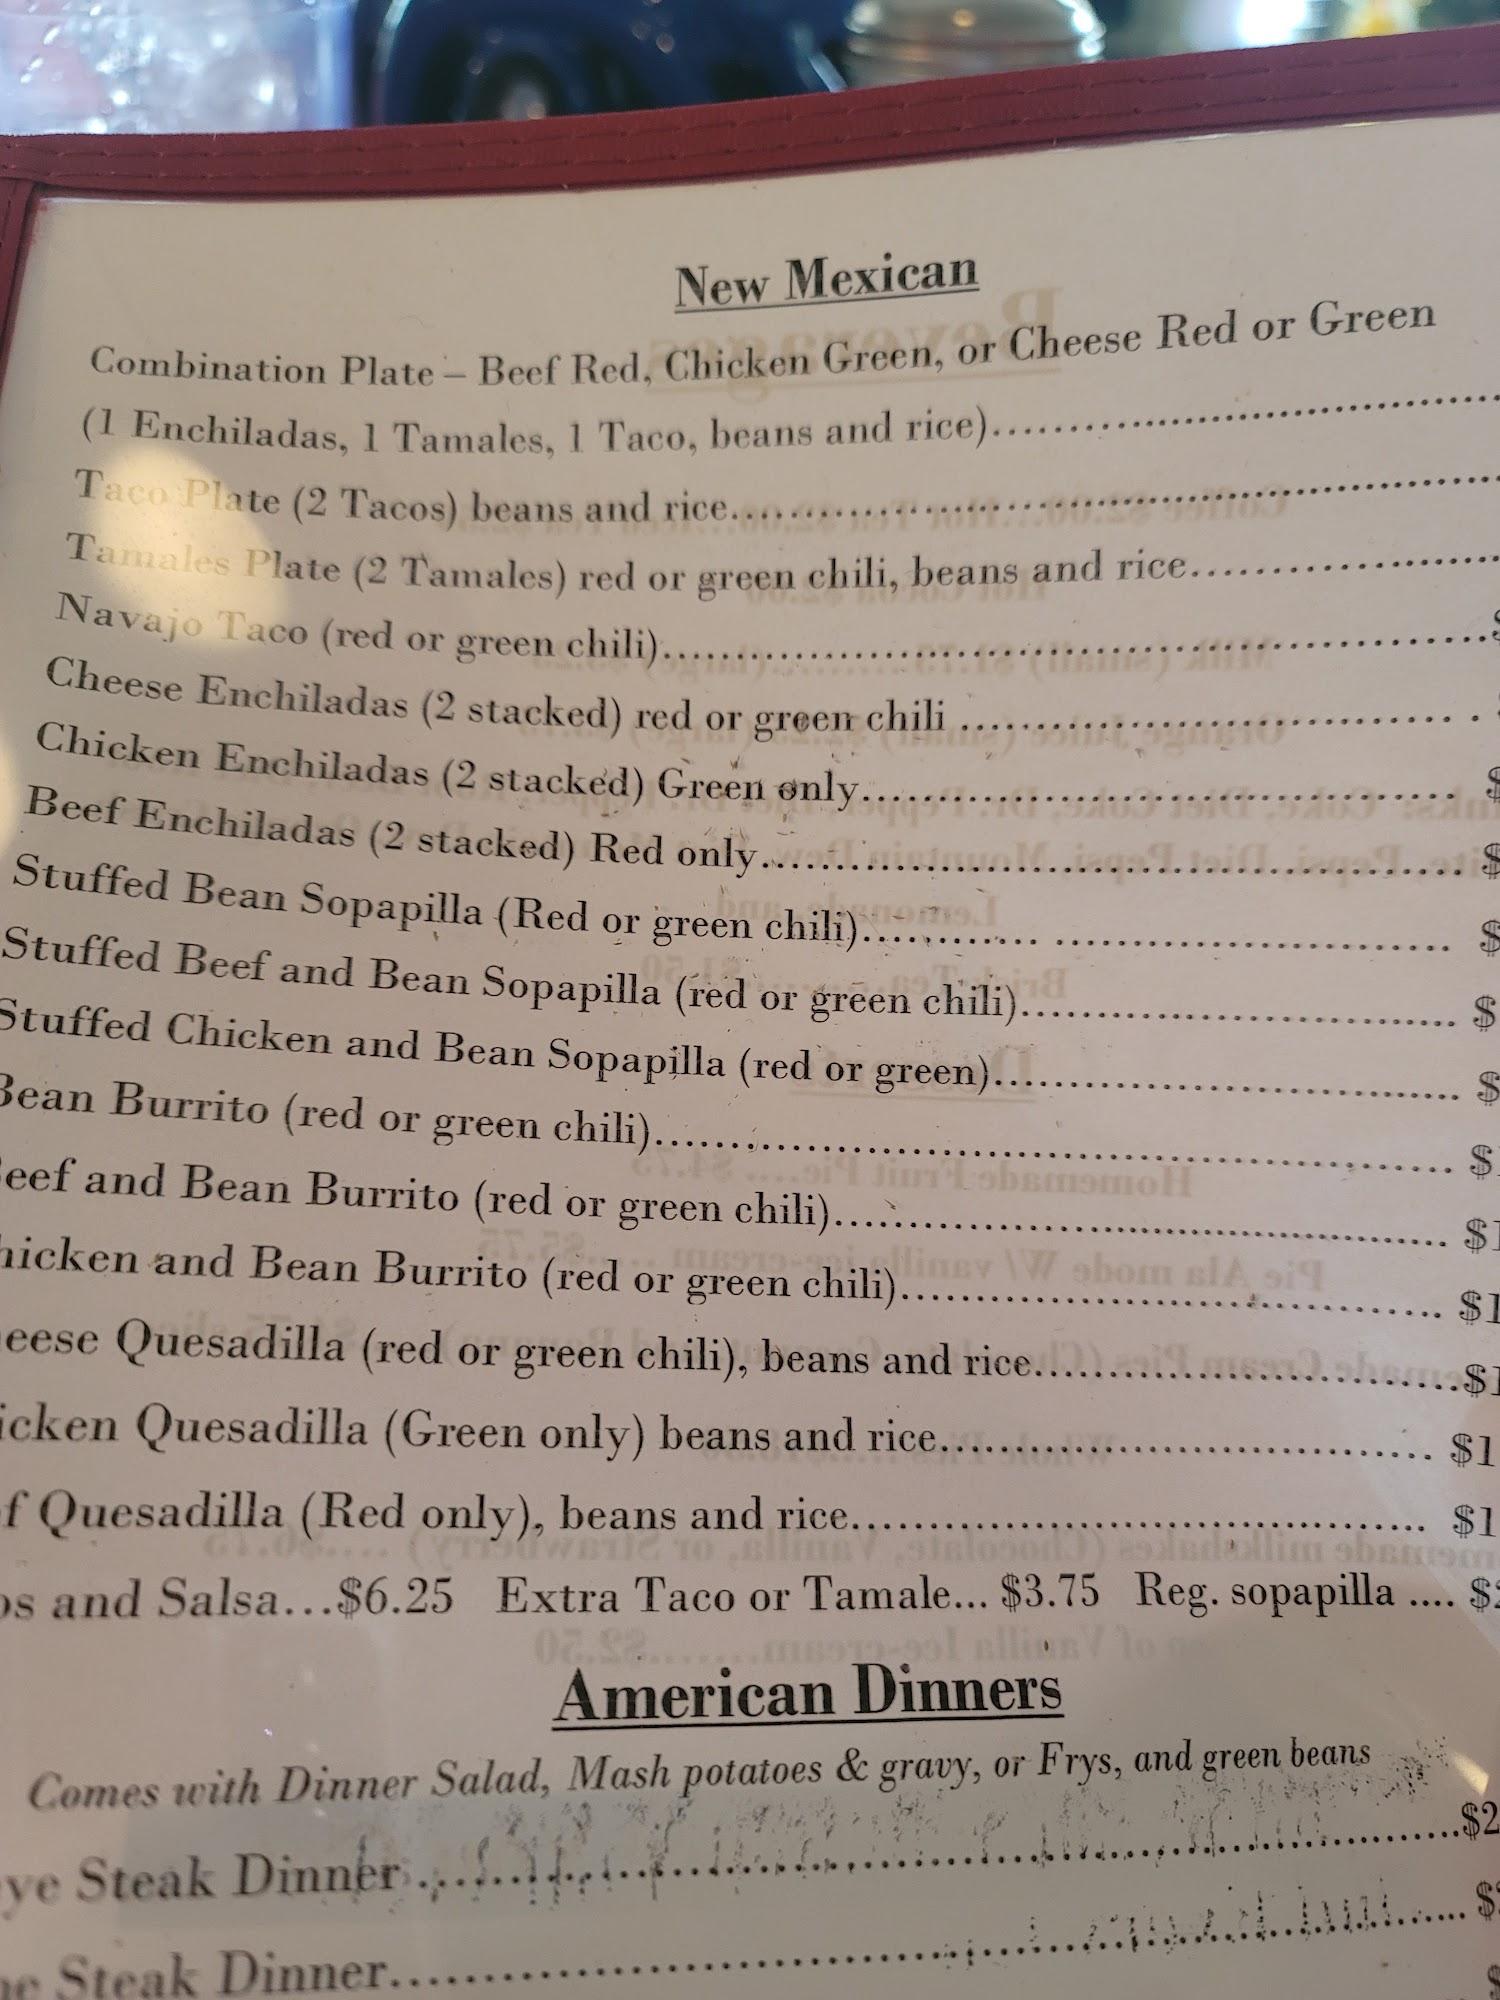 New Mexican
Combination Plate – Beef Red, Chicken Green, or Cheese Red or Green
(1 Enchiladas, 1 Tamales, 1 Taco, beans and rice)
Taco Plate (2 Tacos) beans and rice
Tamales Plate (2 Tamales) red or green chili, beans and rice
Navajo Taco (red or green chili)
Cheese Enchiladas (2 stacked) red or green chili
Chicken Enchiladas (2 stacked) Green only $
Beef Enchiladas (2 stacked) Red only $
Stuffed Bean Sopapilla (Red or green chili) $
Stuffed Beef and Bean Sopapilla (red or green chili) $
Stuffed Chicken and Bean Sopapilla (red or green) $
Bean Burrito (red or green chili) $
eef and Bean Burrito (red or green chili) $1
hicken and Bean Burrito (red or green chili) $1
eese Quesadilla (red or green chili), beans and rice $1
icken Quesadilla (Green only) beans and rice $1
f Quesadilla (Red only), beans and rice $1
os and Salsa...$6.25 Extra Taco or Tamale... $3.75 Reg. sopapilla .... $
American Dinners
Comes with Dinner Salad, Mash potatoes & gravy, or Frys, and green beans
ye Steak Dinner $2
Steak Dinner $